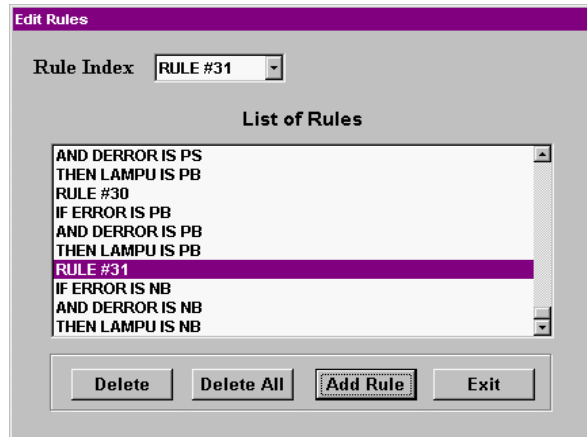 Edit Rules
Rule Index RULE #31
List of Rules
AND DERROR IS PS
THEN LAMPU IS PB
RULE #30
IF ERROR IS PB
AND DERROR IS PB
THEN LAMPU IS PB
RULE #31
IF ERROR IS NB
AND DERROR IS NB
THEN LAMPU IS NB
Delete Delete All Add Rule Exit